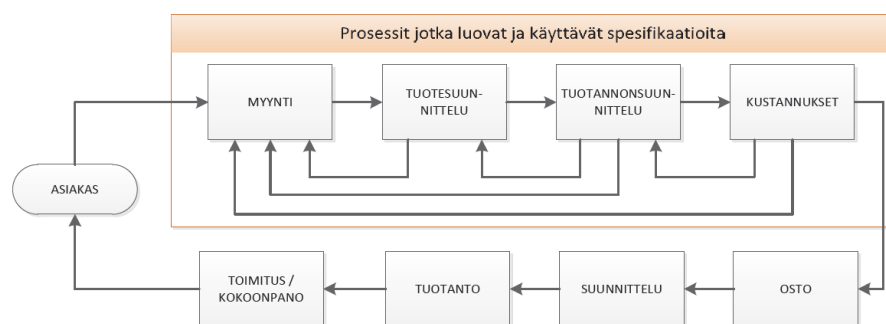 Prosessit jotka luovat ja käyttävät spesifikaatioita
MYYNTI
TUOTESUUN-
NITTELU
TUOTANNONSUUN-
NITTELU
KUSTANNUKSET
ASIAKAS
TOIMITUS /
KOKOONPANO
TUOTANTO
SUUNNITTELU
OSTO